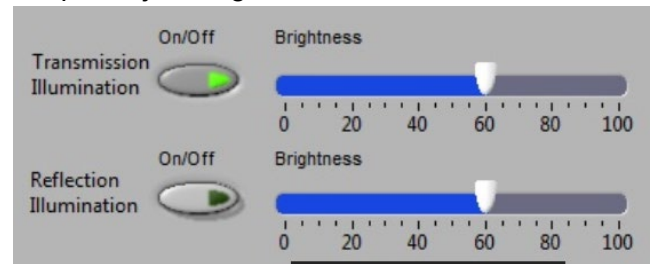 On/Off Brightness
Transmission
Illumination
0 20 40 60 80 100
On/Off Brightness
Reflection
Illumination
0 20 40 60 80 100